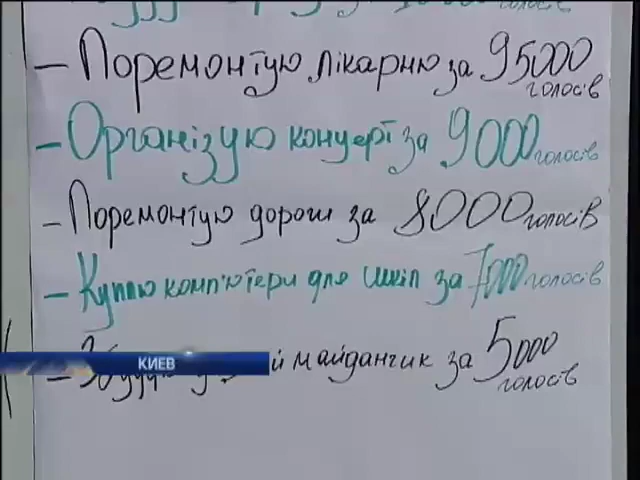 голосів
– Поремонтую лікарню за 95000 голосів
– Організую концерт за 9000 голосів
– Поремонтую дороги за 8000 голосів
– Куплю комп'ютери для шкіл за 7000 голосів
– й майданчик за 5000 голосів
КИЕВ